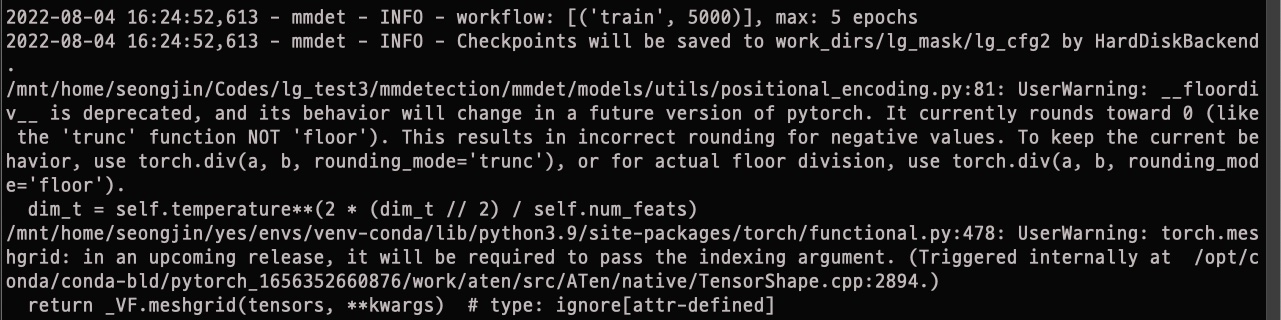 2022-08-04 16:24:52,613 - mmdet - INFO - workflow: [('train', 5000)], max: 5 epochs
2022-08-04 16:24:52,613 - mmdet - INFO - Checkpoints will be saved to work_dirs/lg_mask/lg_cfg2 by HardDiskBackend
.
/mnt/home/seongjin/Codes/lg_test3/mmdetection/mmdet/models/utils/positional_encoding.py:81: UserWarning: __floordi
v__ is deprecated, and its behavior will change in a future version of pytorch. It currently rounds toward 0 (like
 the 'trunc' function NOT 'floor'). This results in incorrect rounding for negative values. To keep the current be
havior, use torch.div(a, b, rounding_mode='trunc'), or for actual floor division, use torch.div(a, b, rounding_mod
e='floor').
  dim_t = self.temperature**(2 * (dim_t // 2) / self.num_feats)
/mnt/home/seongjin/yes/envs/venv-conda/lib/python3.9/site-packages/torch/functional.py:478: UserWarning: torch.mes
hgrid: in an upcoming release, it will be required to pass the indexing argument. (Triggered internally at  /opt/c
onda/conda-bld/pytorch_1656352660876/work/aten/src/ATen/native/TensorShape.cpp:2894.)
  return _VF.meshgrid(tensors, **kwargs)  # type: ignore[attr-defined]